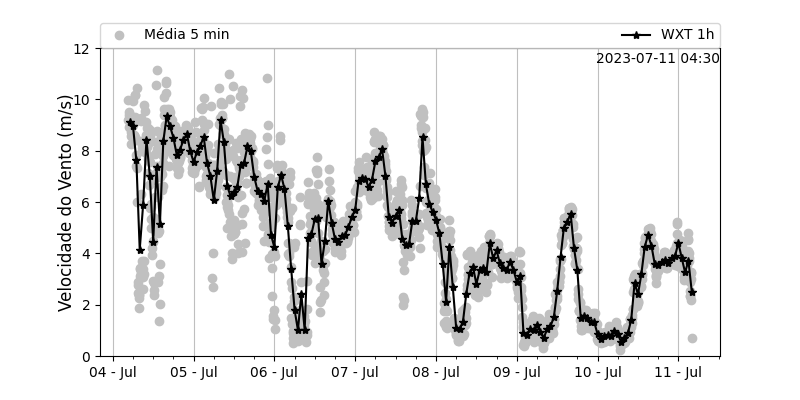 Média 5 min
WXT 1h
2023-07-11 04:30
Velocidade do Vento (m/s)
12
10
8
6
4
2
0
04 - Jul 05 - Jul 06 - Jul 07 - Jul 08 - Jul 09 - Jul 10 - Jul 11 - Jul